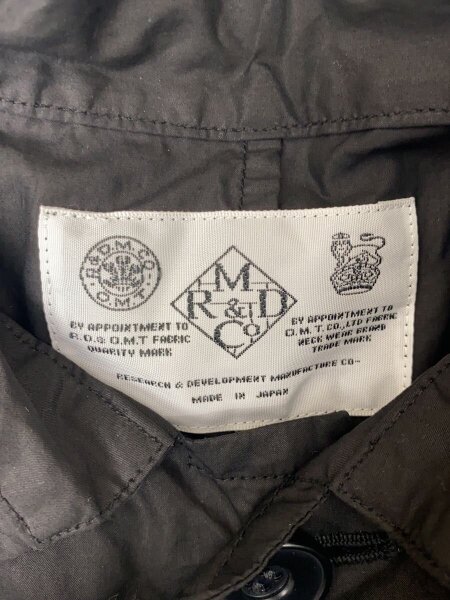 R&D.M.CO
O.M.T
BY APPOINTMENT TO
R.D.& O.M.T FABRIC
QUARITY MARK
M
R & D
Co
BY APPOINTMENT TO
O.M.T.CO.,LTD FABRIC
NECK WEAR BRAND
TRADE MARK
RESEARCH & DEVELOPMENT MANUFACTURE CO-
MADE IN JAPAN